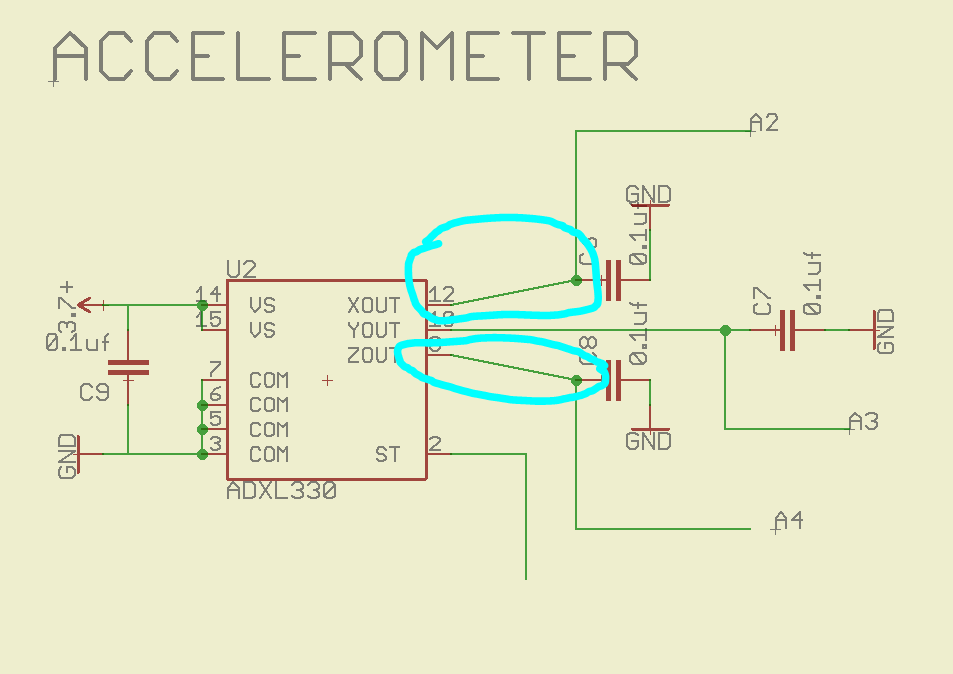 ACCELEROMETER
A2
GND
0.1uf
U2
14
VS
XOUT
12
15
VS
YOUT
10
ZOUT
3.7+
0.1uf
C9
7
COM
6
COM
5
COM
3
COM
ST
2
GND
ADXL330
C8
0.1uf
GND
C7
0.1uf
GND
A3
A4